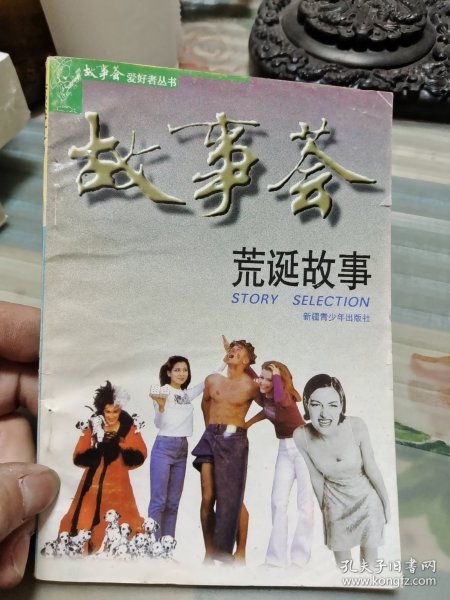 故事荟 爱好者丛书
故事荟
荒诞故事
STORY SELECTION
新疆青少年出版社
孔夫子旧书网
www.kongfz.com